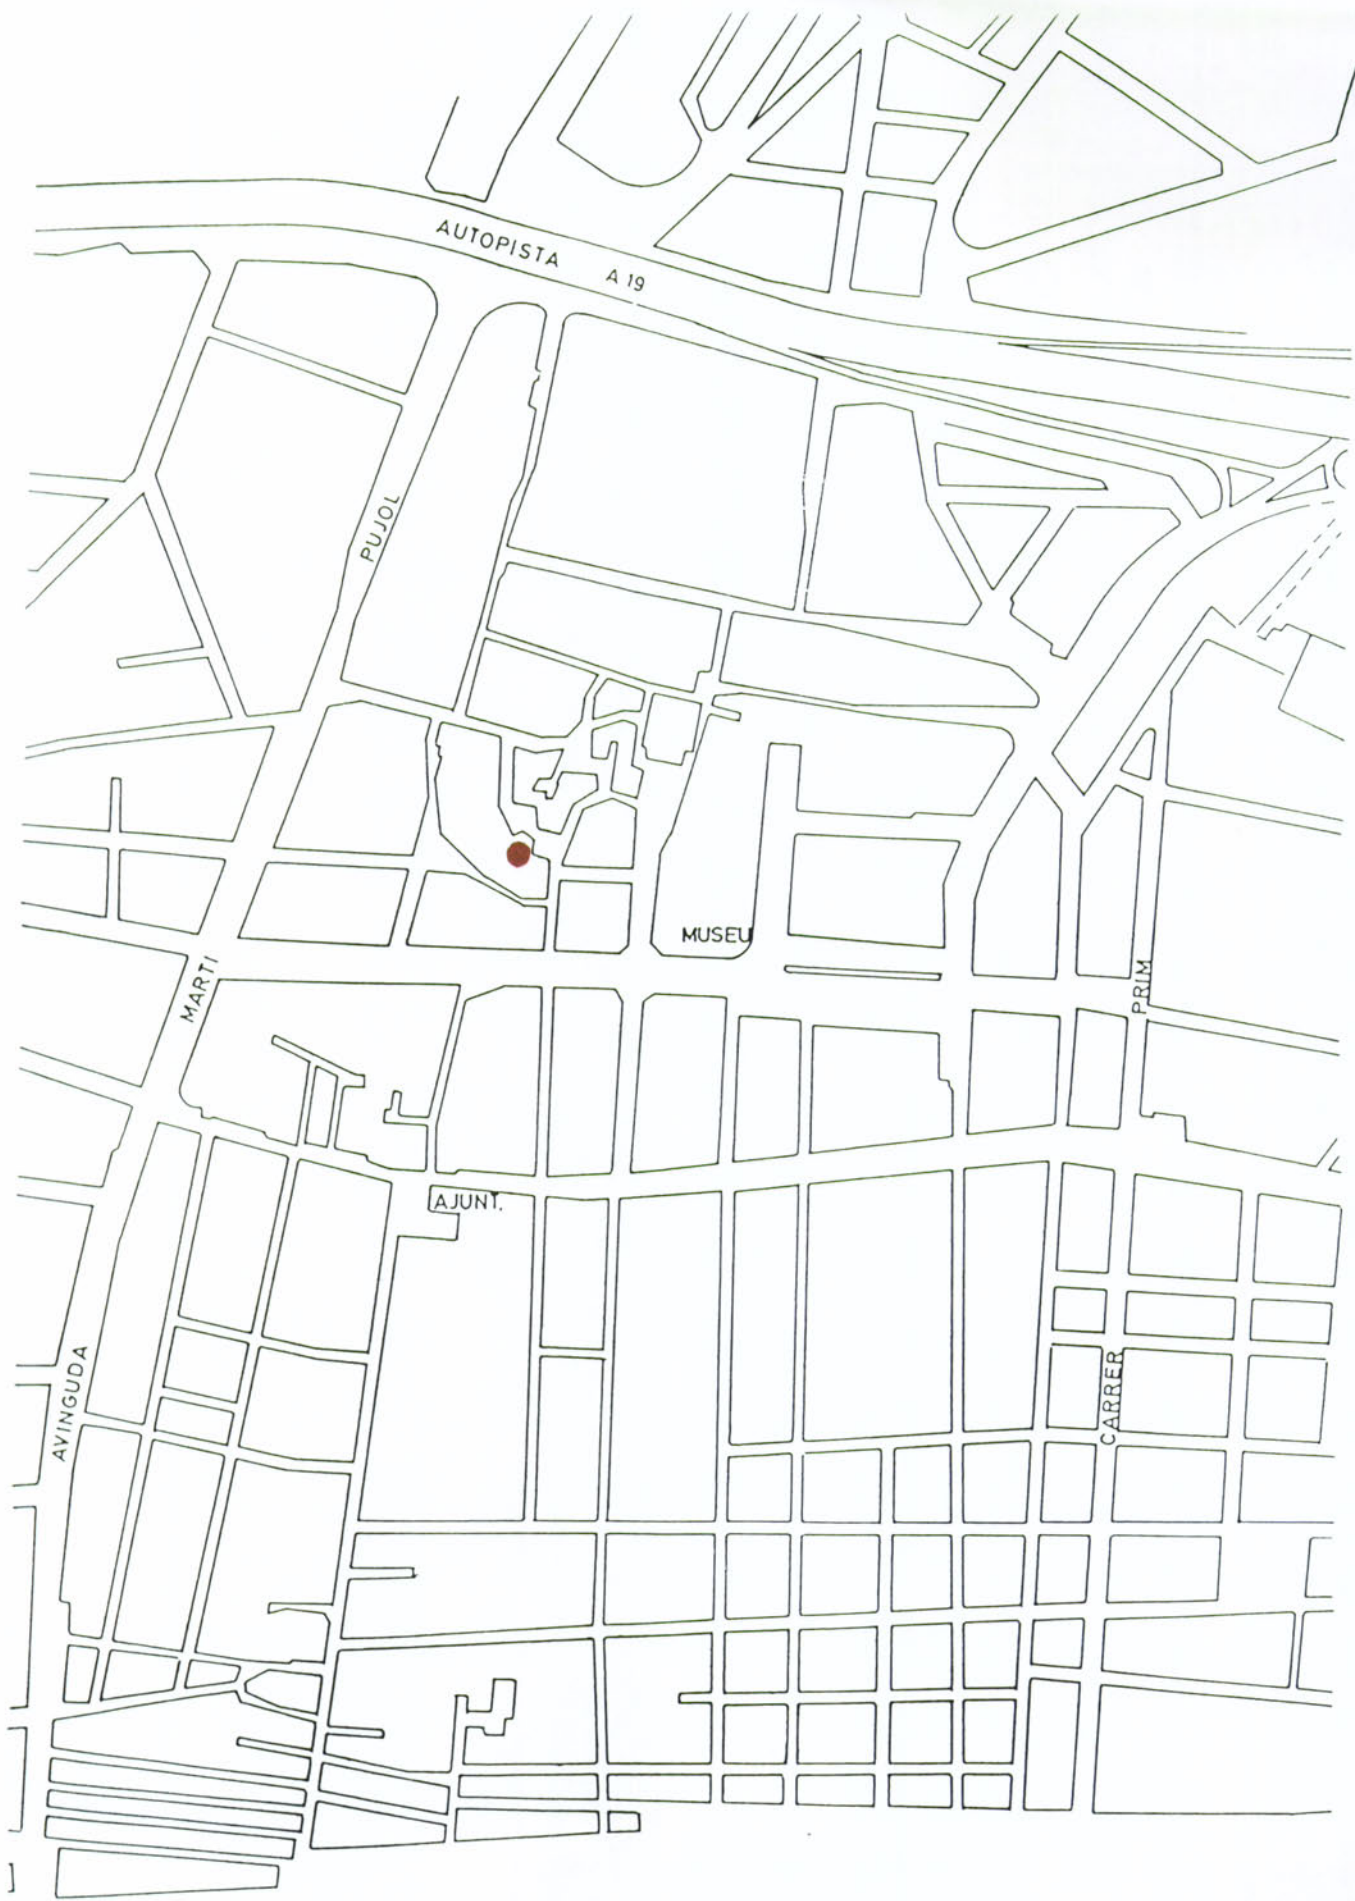 AUTOPISTA A 19
PUJOL
MUSEU
MARTI
PRIM
AJUNT.
AVINGUDA
CARRER